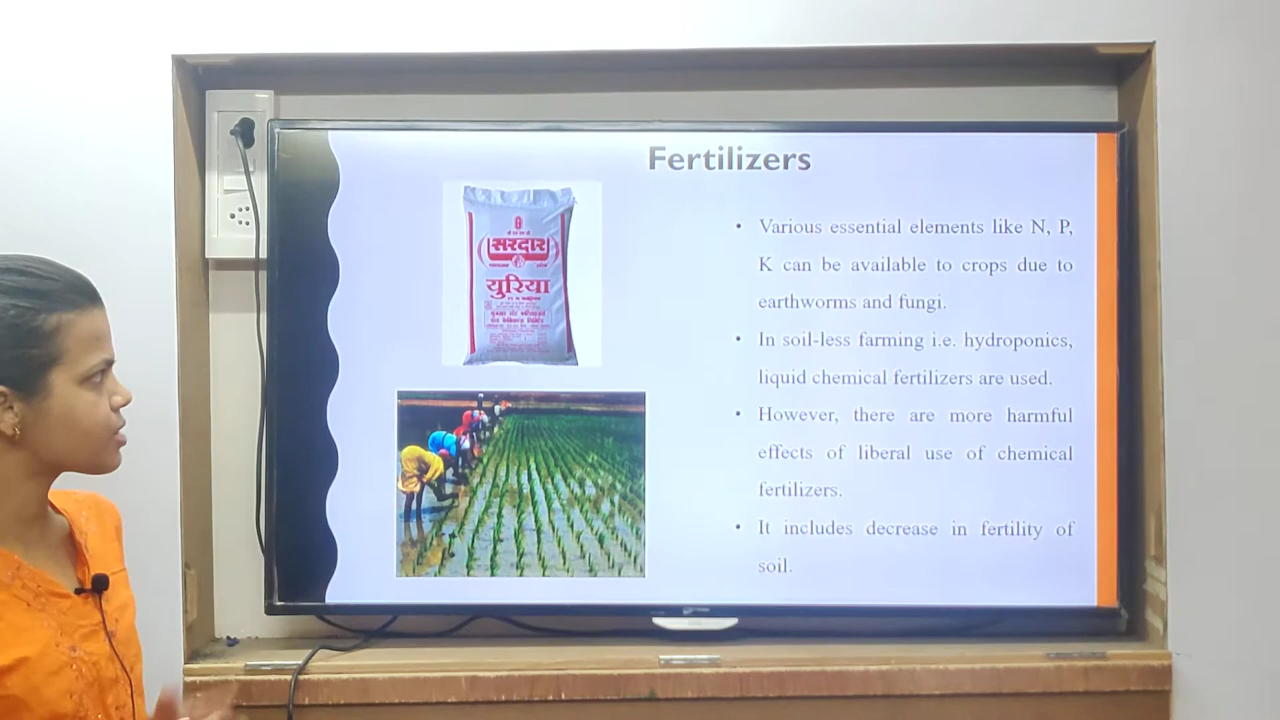 Fertilizers
सरदार
युरिया
• Various essential elements like N, P,
K can be available to crops due to
earthworms and fungi.
• In soil-less farming i.e. hydroponics,
liquid chemical fertilizers are used.
• However, there are more harmful
effects of liberal use of chemical
fertilizers.
• It includes decrease in fertility of
soil.